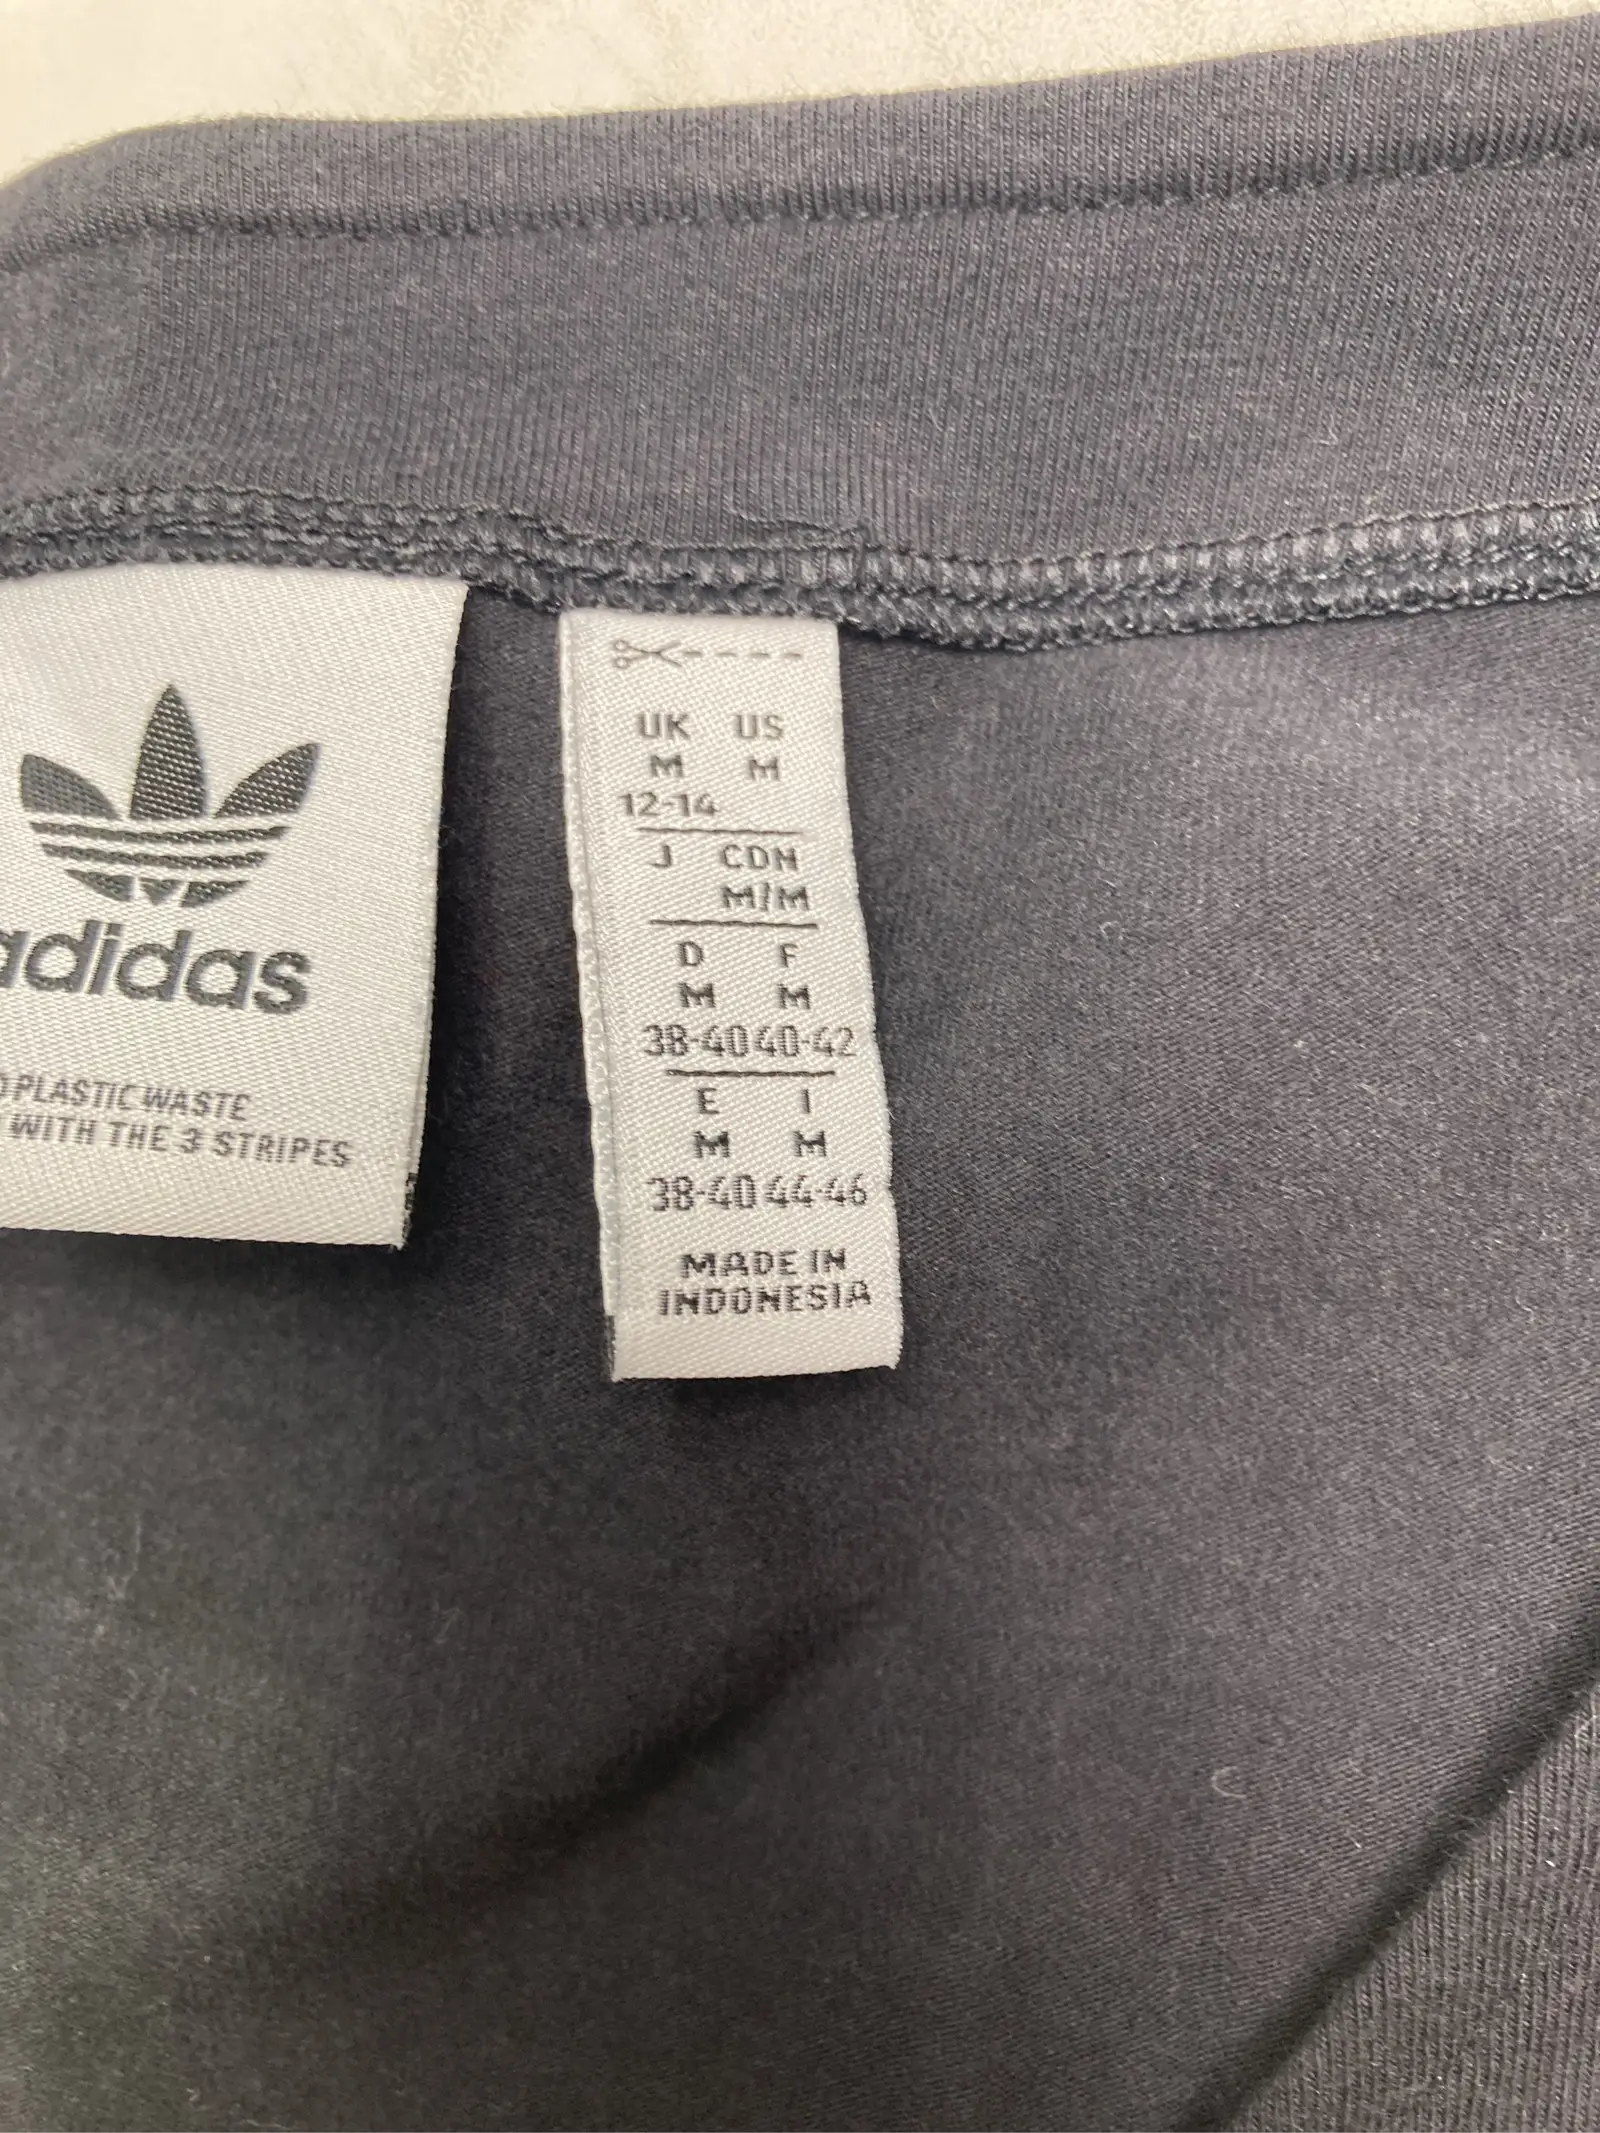 adidas
PLASTIC WASTE
WITH THE 3 STRIPES
UK US
M M
12-14
J CDN
M/M
D F
M M
38-40 40-42
E I
M M
38-40 44-46
MADE IN
INDONESIA